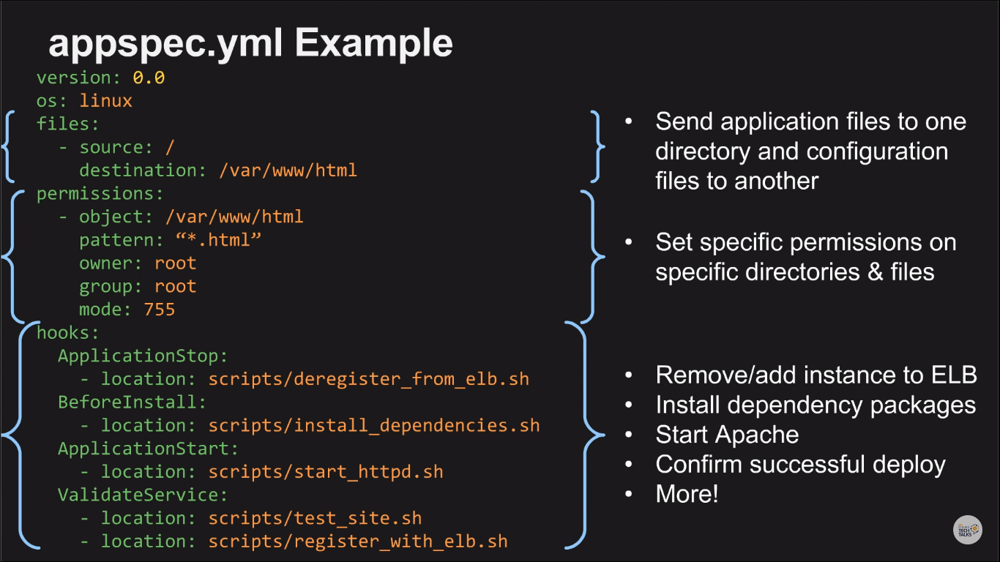 appspec.yml Example
version: 0.0
os: linux
files:
  - source: /
    destination: /var/www/html
permissions:
  - object: /var/www/html
    pattern: “*.html”
    owner: root
    group: root
    mode: 755
hooks:
  ApplicationStop:
    - location: scripts/deregister_from_elb.sh
  BeforeInstall:
    - location: scripts/install_dependencies.sh
  ApplicationStart:
    - location: scripts/start_httpd.sh
  ValidateService:
    - location: scripts/test_site.sh
    - location: scripts/register_with_elb.sh
• Send application files to one
directory and configuration
files to another
• Set specific permissions on
specific directories & files
• Remove/add instance to ELB
• Install dependency packages
• Start Apache
• Confirm successful deploy
• More!
TECH
TALKS